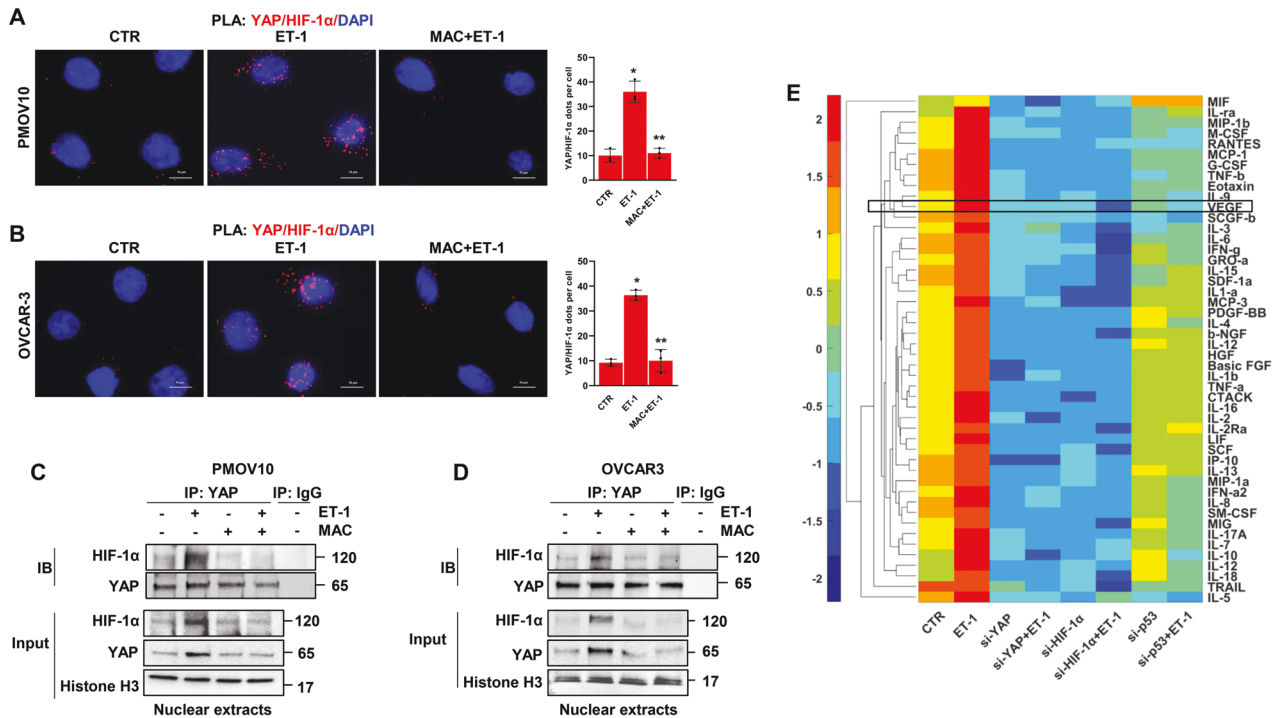 A
PLA: YAP/HIF-1α/DAPI
CTR
ET-1
MAC+ET-1
PMOV10
YAP/HIF-1α dots per cell
50
40
30
20
10
0
*
**
CTR
ET-1
MAC+ET-1
B
PLA: YAP/HIF-1α/DAPI
CTR
ET-1
MAC+ET-1
OVCAR-3
YAP/HIF-1α dots per cell
50
40
30
20
10
0
*
**
CTR
ET-1
MAC+ET-1
C
PMOV10
IP: YAP
IP: IgG
- + - + - ET-1
- - + + - MAC
IB
HIF-1α
120
YAP
65
Input
HIF-1α
120
YAP
65
Histone H3
17
Nuclear extracts
D
OVCAR3
IP: YAP
IP: IgG
- + - + - ET-1
- - + + - MAC
IB
HIF-1α
120
YAP
65
Input
HIF-1α
120
YAP
65
Histone H3
17
Nuclear extracts
E
2
1.5
1
0.5
0
-0.5
-1
-1.5
-2
MIF
IL-ra
MIP-1b
M-CSF
RANTES
MCP-1
G-CSF
TNF-b
Eotaxin
IL-9
VEGF
SCGF-b
IL-3
IL-6
IFN-g
GRO-a
IL-15
SDF-1a
IL1-a
MCP-3
PDGF-BB
IL-4
b-NGF
IL-12
HGF
Basic FGF
IL-1b
TNF-a
CTACK
IL-16
IL-2
IL-2Ra
LIF
SCF
IP-10
IL-13
MIP-1a
IFN-a2
IL-8
SM-CSF
MIG
IL-17A
IL-7
IL-10
IL-12
IL-18
TRAIL
IL-5
CTR
ET-1
si-YAP
si-YAP+ET-1
si-HIF-1α
si-HIF-1α+ET-1
si-p53
si-p53+ET-1